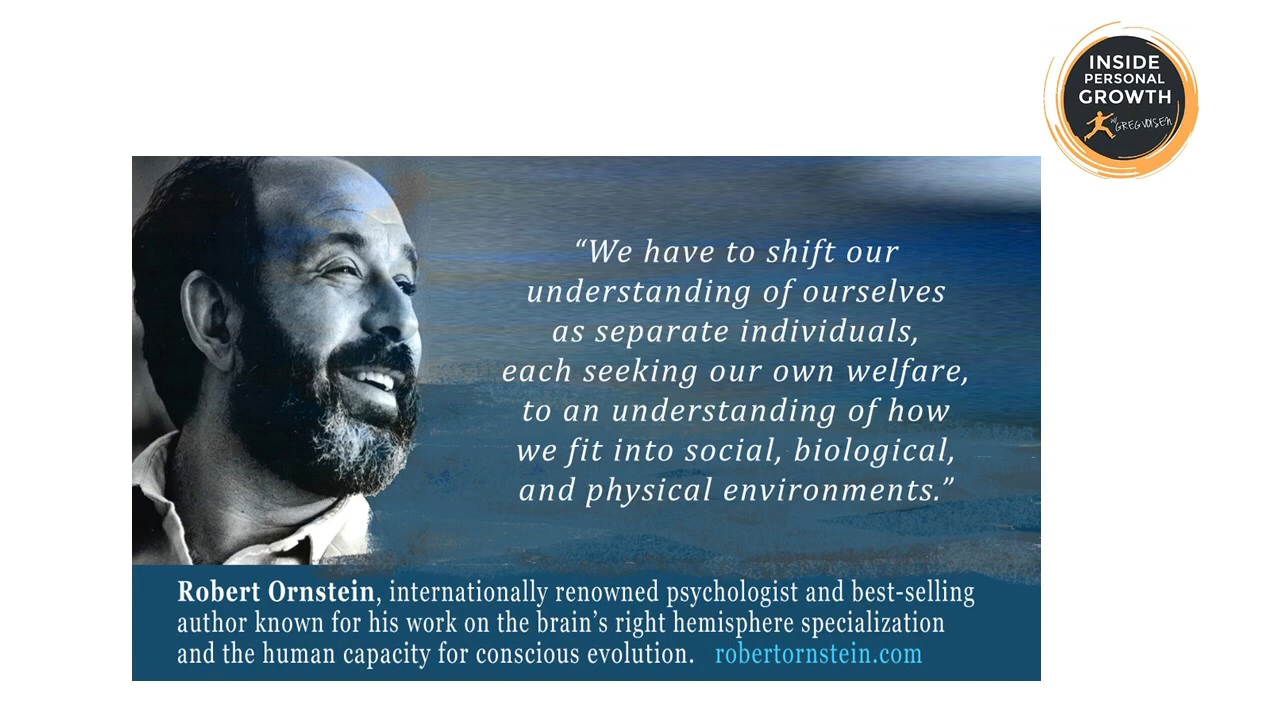 INSIDE
PERSONAL
GROWTH
W/ GREG VOISEN
“We have to shift our
understanding of ourselves
as separate individuals,
each seeking our own welfare,
to an understanding of how
we fit into social, biological,
and physical environments.”
Robert Ornstein, internationally renowned psychologist and best-selling
author known for his work on the brain’s right hemisphere specialization
and the human capacity for conscious evolution. robertornstein.com